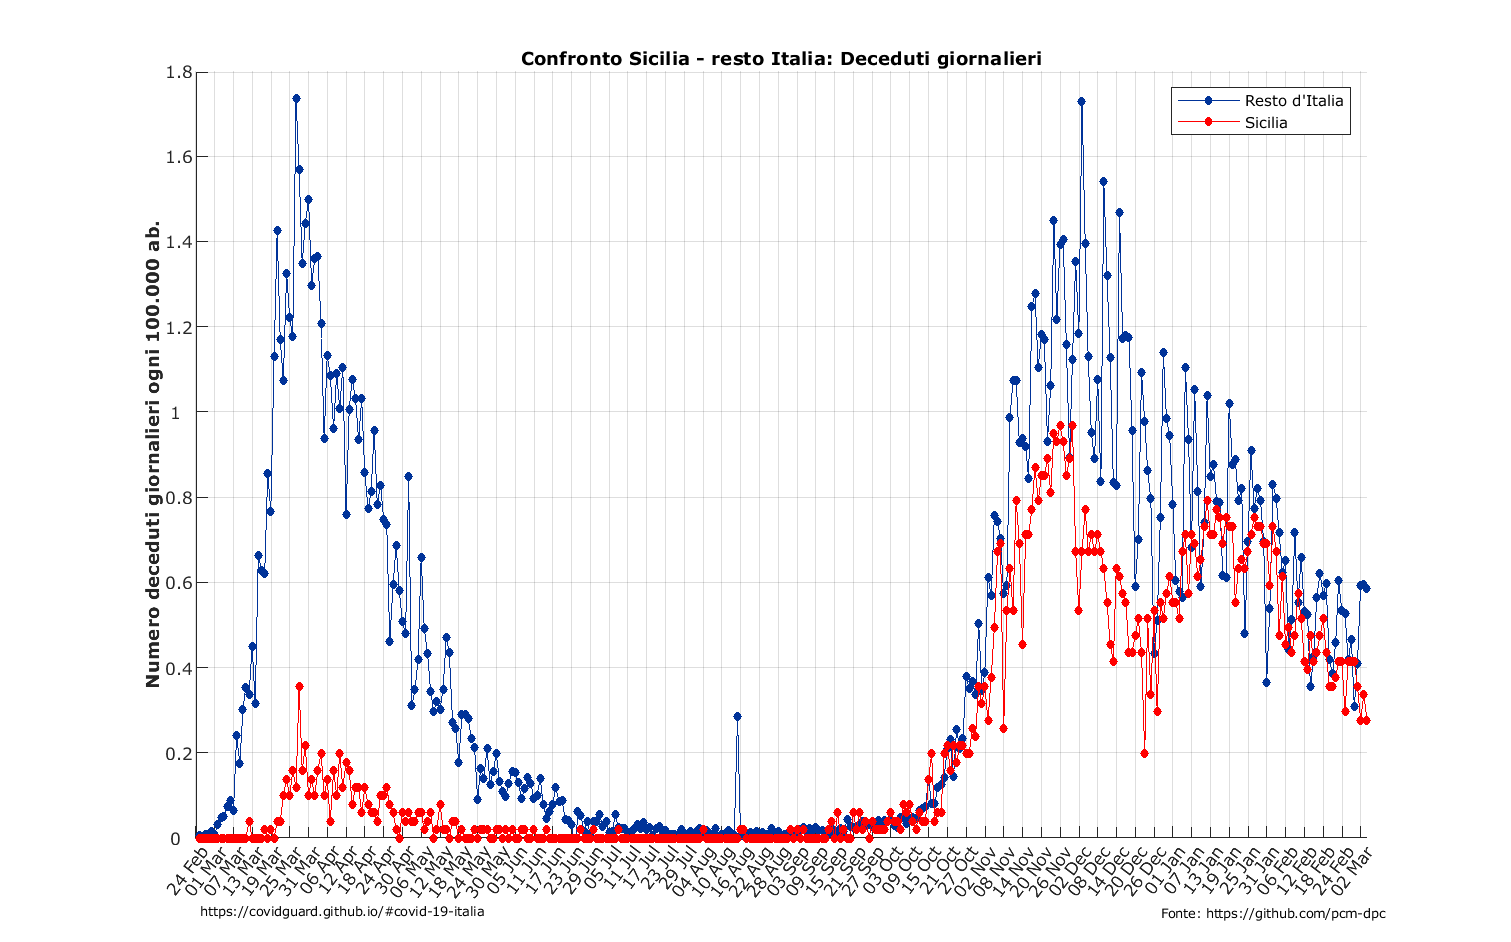 Confronto Sicilia - resto Italia: Deceduti giornalieri
Numero deceduti giornalieri ogni 100.000 ab.
1.8
1.6
1.4
1.2
1
0.8
0.6
0.4
0.2
0
Resto d'Italia
Sicilia
24 Feb
01 Mar
07 Mar
13 Mar
19 Mar
25 Mar
31 Mar
06 Apr
12 Apr
18 Apr
24 Apr
30 Apr
06 May
12 May
18 May
24 May
30 May
05 Jun
11 Jun
17 Jun
23 Jun
29 Jun
05 Jul
11 Jul
17 Jul
23 Jul
29 Jul
04 Aug
10 Aug
16 Aug
22 Aug
28 Aug
03 Sep
09 Sep
15 Sep
21 Sep
27 Sep
03 Oct
09 Oct
15 Oct
21 Oct
27 Oct
02 Nov
08 Nov
14 Nov
20 Nov
26 Nov
02 Dec
08 Dec
14 Dec
20 Dec
26 Dec
01 Jan
07 Jan
13 Jan
19 Jan
25 Jan
31 Jan
06 Feb
12 Feb
18 Feb
24 Feb
02 Mar
https://covidguard.github.io/#covid-19-italia
Fonte: https://github.com/pcm-dpc